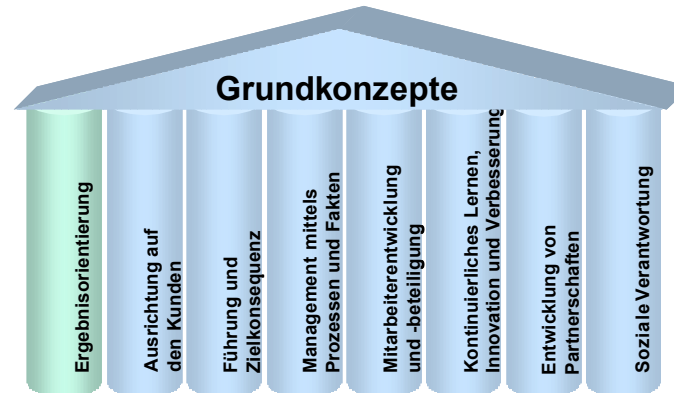 Grundkonzepte
Ergebnisorientierung
Ausrichtung auf
den Kunden
Führung und
Zielkonsequenz
Management mittels
Prozessen und Fakten
Mitarbeiterentwicklung
und -beteiligung
Kontinuierliches Lernen,
Innovation und Verbesserung
Entwicklung von
Partnerschaften
Soziale Verantwortung